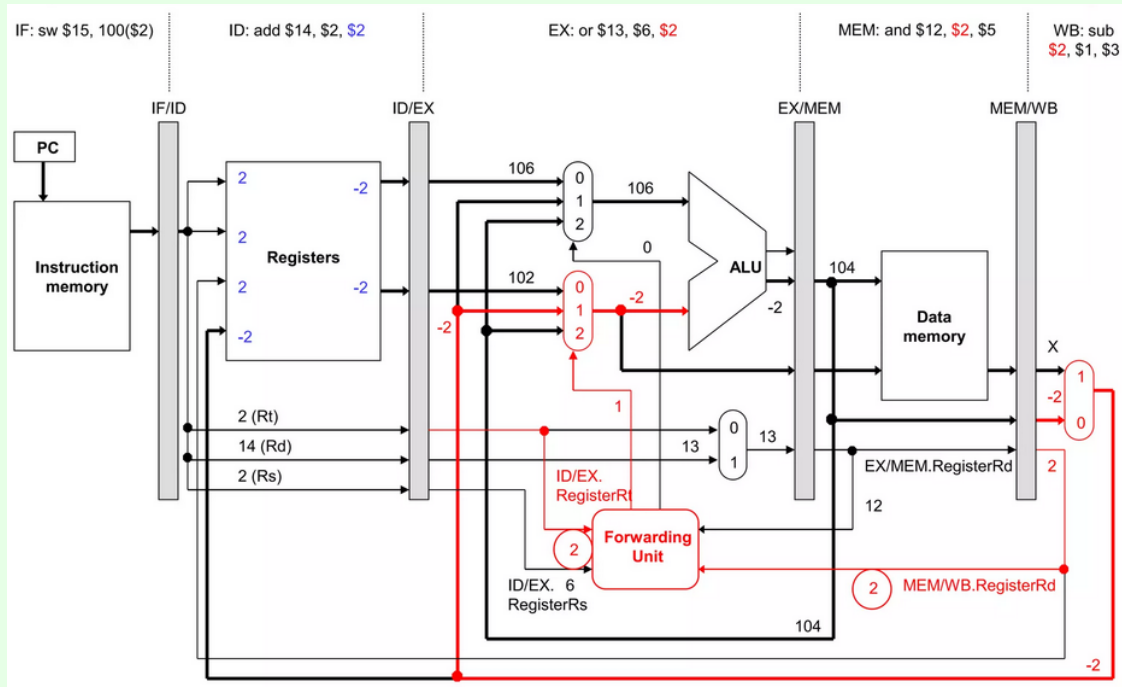 IF: sw $15, 100($2)
ID: add $14, $2, $2
EX: or $13, $6, $2
MEM: and $12, $2, $5
WB: sub
$2, $1, $3
IF/ID
ID/EX
EX/MEM
MEM/WB
PC
Instruction
memory
2
2
2
-2
-2
-2
Registers
106
0
1
2
106
0
102
0
1
2
-2
-2
ALU
-2
104
Data
memory
X
1
-2
0
1
2 (Rt)
14 (Rd)
2 (Rs)
13
0
1
13
EX/MEM.RegisterRd
2
12
ID/EX.
RegisterRt
2
Forwarding
Unit
ID/EX. 6
RegisterRs
2
MEM/WB.RegisterRd
104
-2